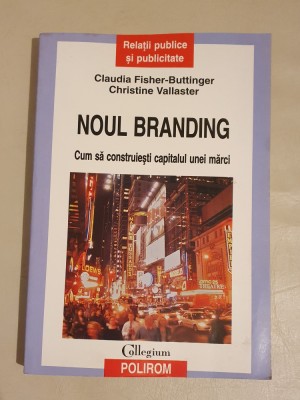 Relații publice
și publicitate
Claudia Fisher-Buttinger
Christine Vallaster
NOUL BRANDING
Cum să construiești capitalul unei mărci
Collegium
POLIROM